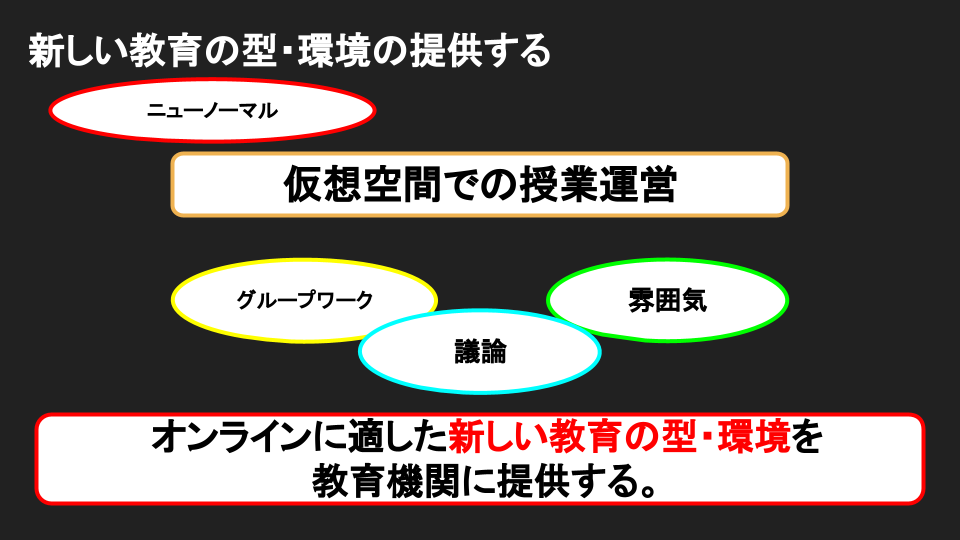 新しい教育の型・環境の提供する
ニューノーマル
仮想空間での授業運営
グループワーク
雰囲気
議論
オンラインに適した新しい教育の型・環境を
教育機関に提供する。